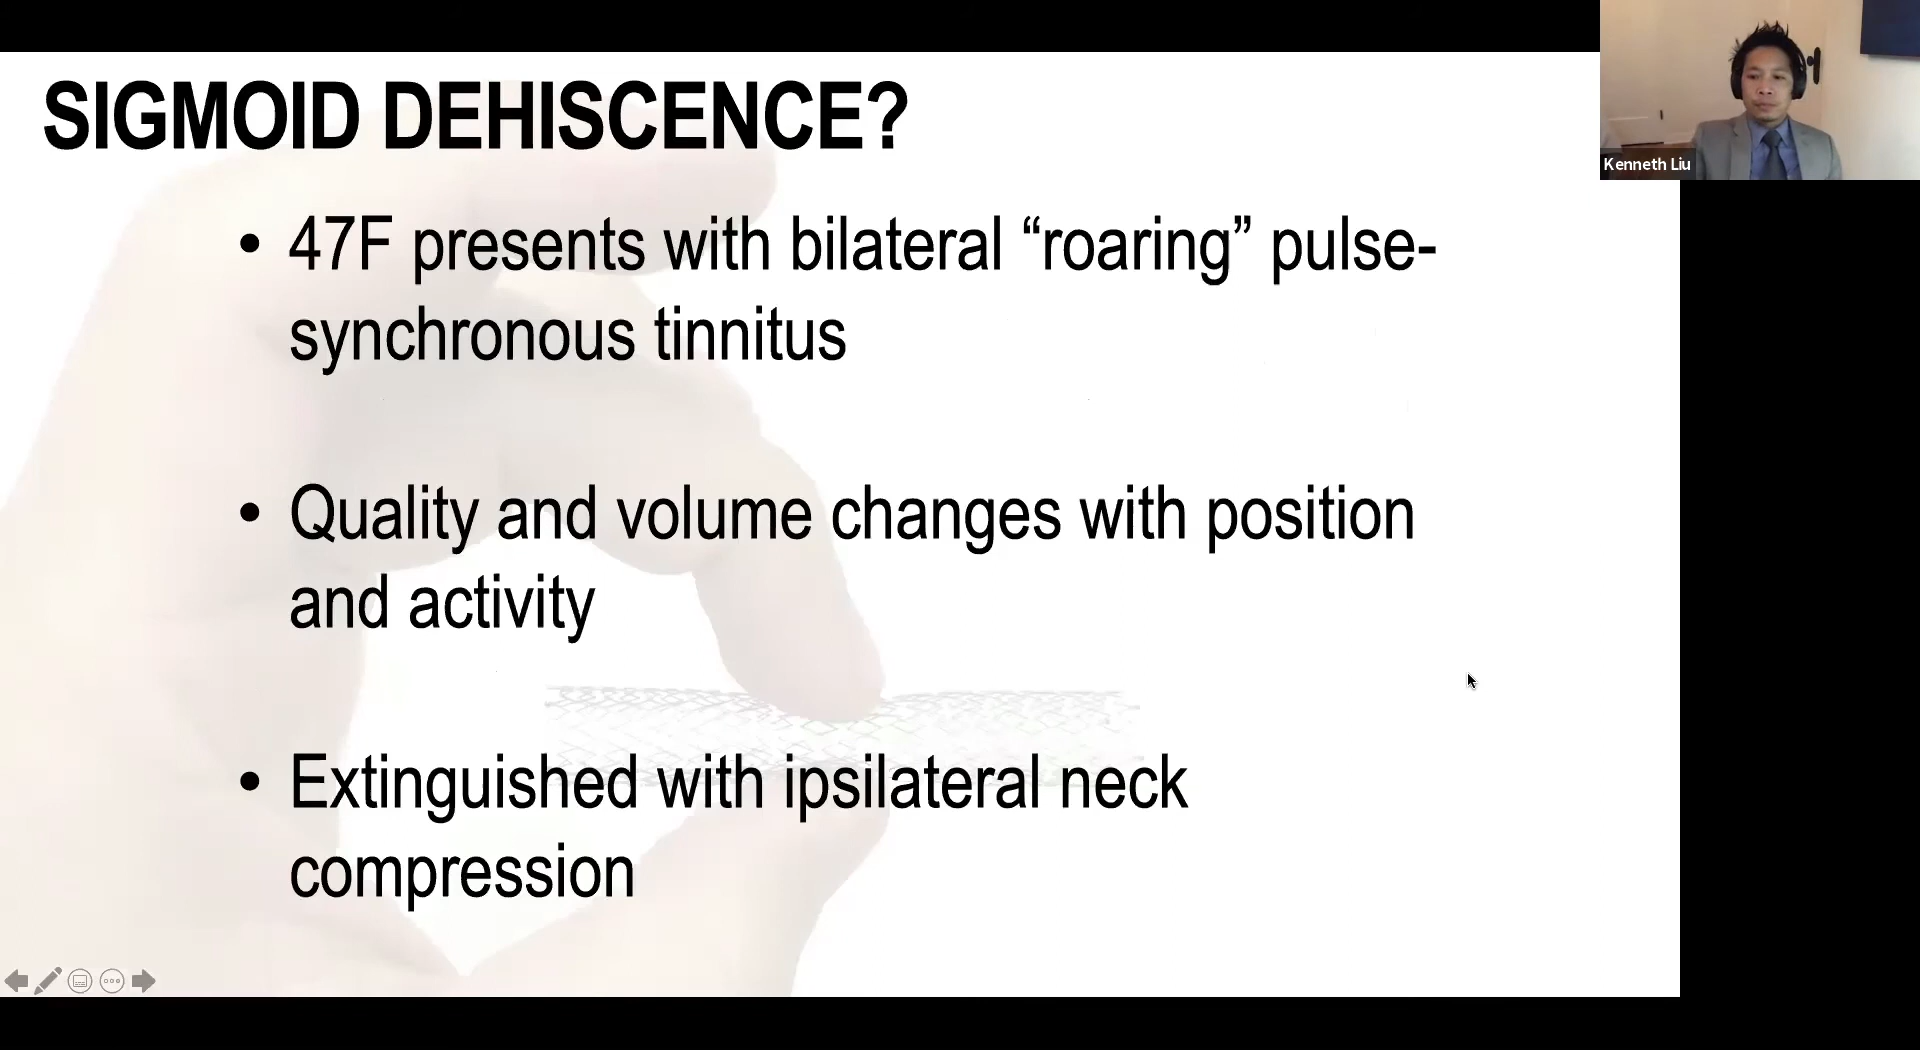 SIGMOID DEHISCENCE?
Kenneth Liu
• 47F presents with bilateral “roaring” pulse-
synchronous tinnitus
• Quality and volume changes with position
and activity
• Extinguished with ipsilateral neck
compression